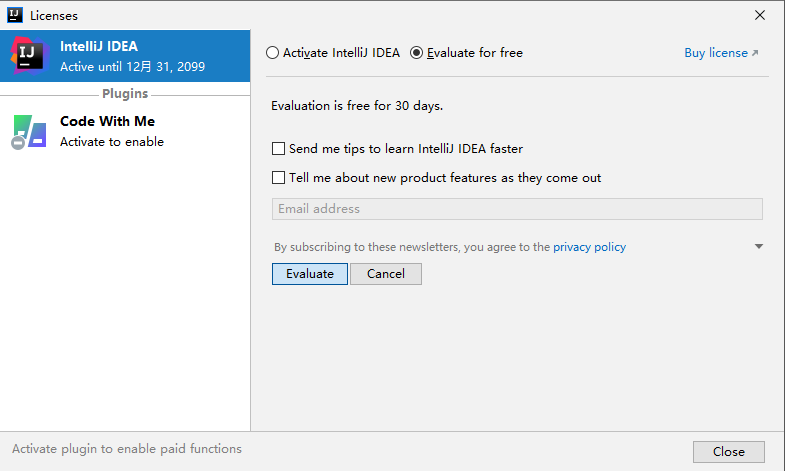 Licenses
IntelliJ IDEA
Active until 12月 31, 2099
Plugins
Code With Me
Activate to enable
Activate IntelliJ IDEA
Evaluate for free
Buy license
Evaluation is free for 30 days.
Send me tips to learn IntelliJ IDEA faster
Tell me about new product features as they come out
Email address
By subscribing to these newsletters, you agree to the privacy policy
Evaluate
Cancel
Activate plugin to enable paid functions
Close